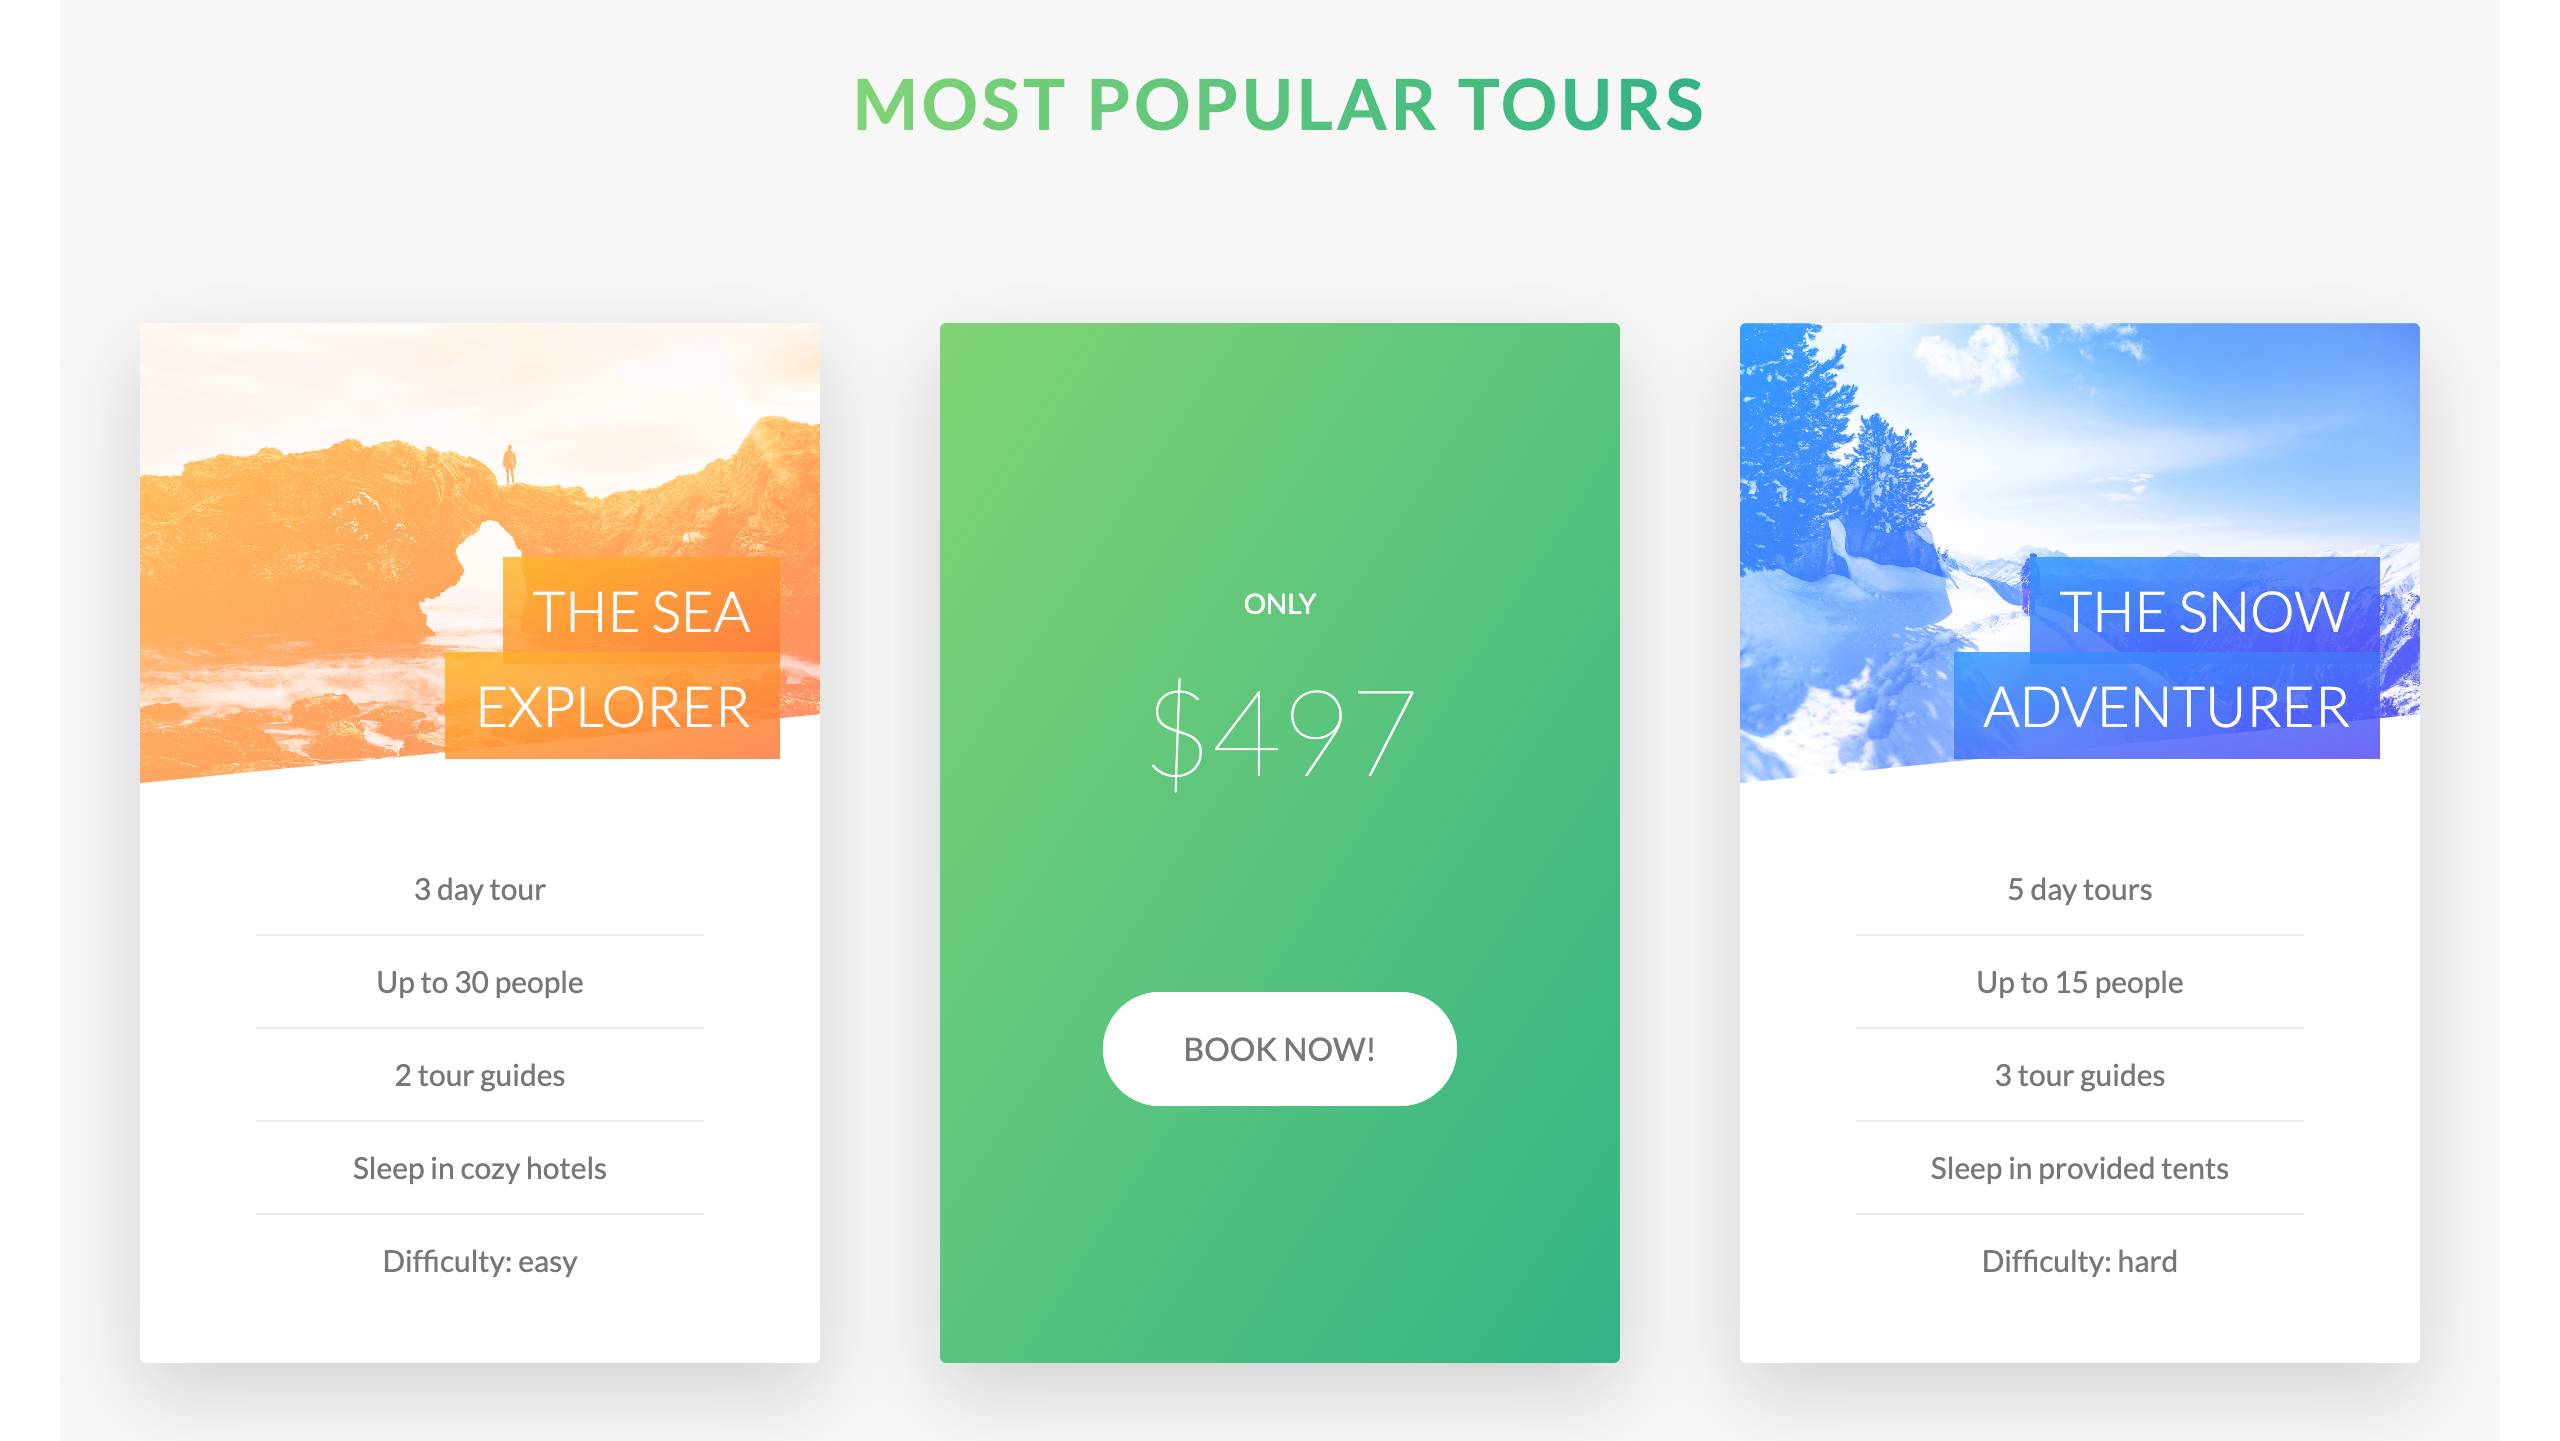 MOST POPULAR TOURS
THE SEA
EXPLORER
3 day tour
Up to 30 people
2 tour guides
Sleep in cozy hotels
Difficulty: easy
ONLY
$497
BOOK NOW!
THE SNOW
ADVENTURER
5 day tours
Up to 15 people
3 tour guides
Sleep in provided tents
Difficulty: hard